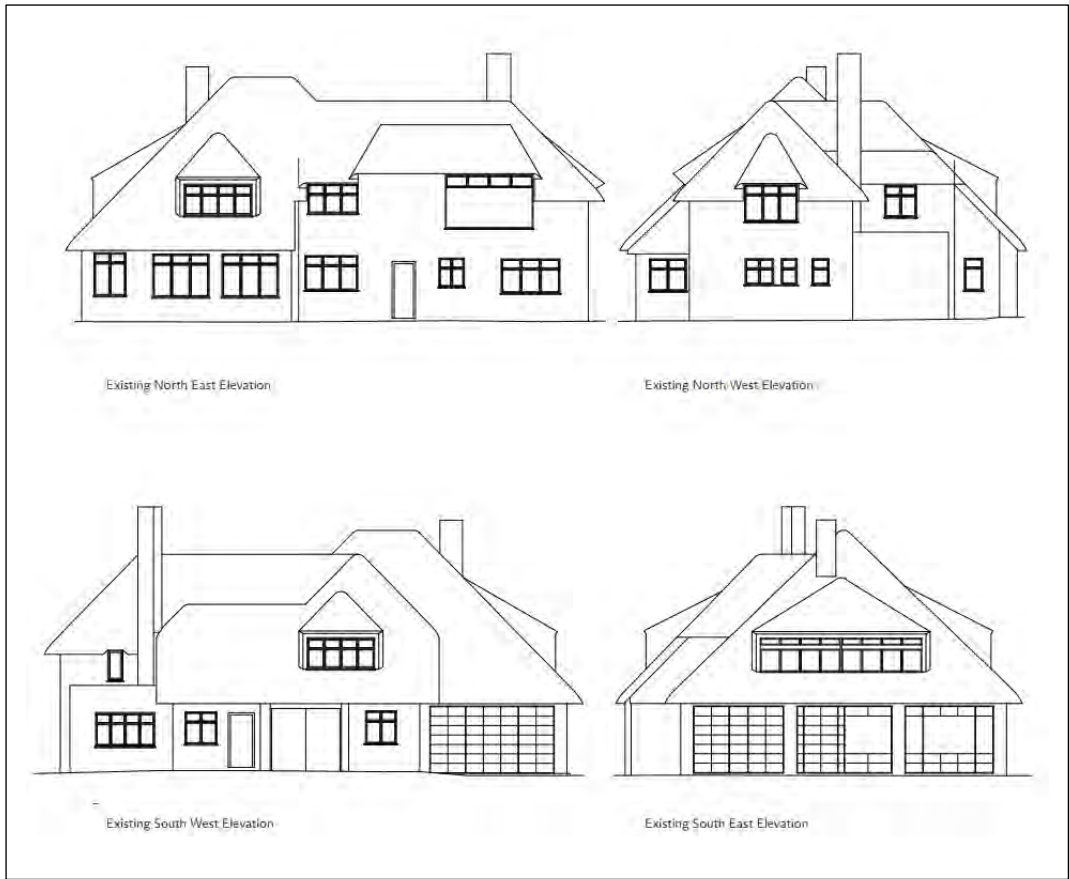 Existing North East Elevation
Existing North West Elevation
Existing South West Elevation
Existing South East Elevation